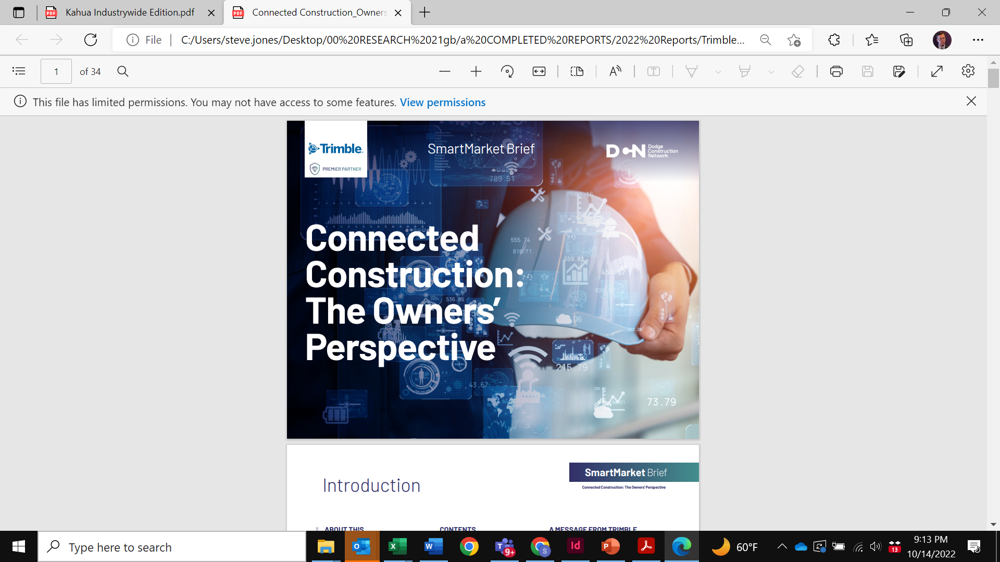 Kahua Industrywide Edition.pdf
Connected Construction_Owners
File
C:/Users/steve.jones/Desktop/00%20RESEARCH%2021gb/a%20COMPLETED%20REPORTS/2022%20Reports/Trimble...
1 of 34
This file has limited permissions. You may not have access to some features. View permissions
Trimble
PREMIER PARTNER
SmartMarket Brief
Dodge
Construction
Network
789.51
555.74
818.71
559.83
536.85
993.28
215.79
43.67
73.79
Connected
Construction:
The Owners'
Perspective
SmartMarket Brief
Connected Construction: The Owners' Perspective
Introduction
ABOUT THIS
CONTENTS
A MESSAGE FROM TRIMBLE
Type here to search
9+
60°F
13
9:13 PM
10/14/2022